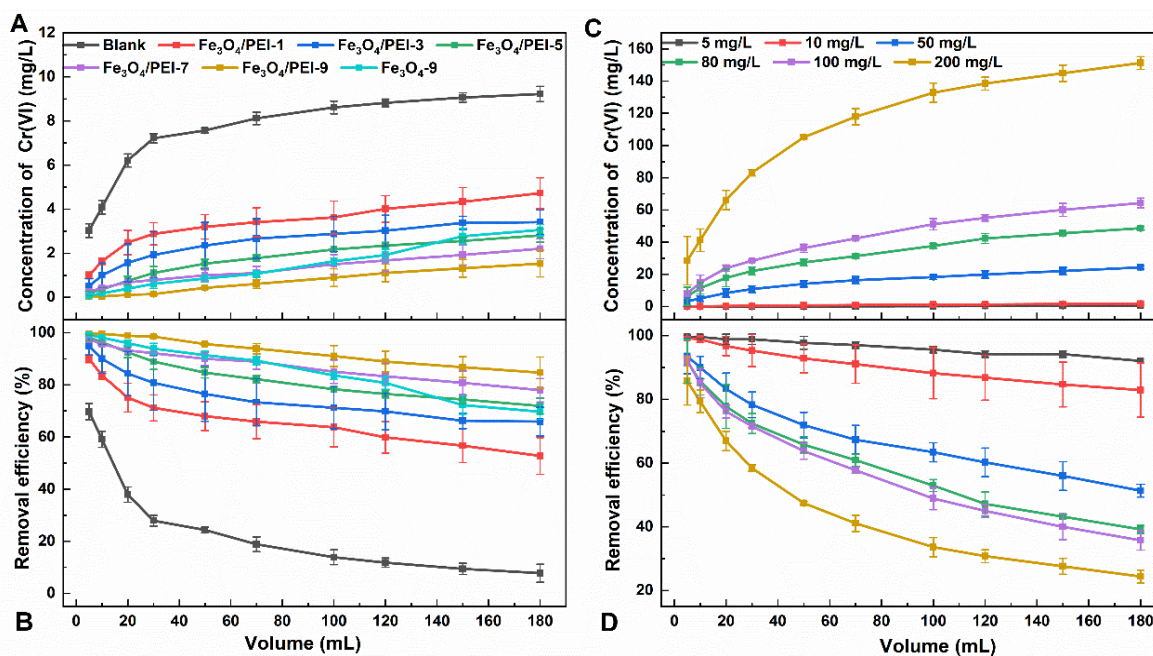 A
Concentration of Cr(VI) (mg/L)
12
10
8
6
4
2
0
Blank Fe₃O₄/PEI-1 Fe₃O₄/PEI-3 Fe₃O₄/PEI-5
Fe₃O₄/PEI-7 Fe₃O₄/PEI-9 Fe₃O₄-9
B
Removal efficiency (%)
100
80
60
40
20
0
0 20 40 60 80 100 120 140 160 180
Volume (mL)
C
Concentration of Cr(VI) (mg/L)
160
140
120
100
80
60
40
20
0
5 mg/L 10 mg/L 50 mg/L
80 mg/L 100 mg/L 200 mg/L
D
Removal efficiency (%)
100
80
60
40
20
0 20 40 60 80 100 120 140 160 180
Volume (mL)